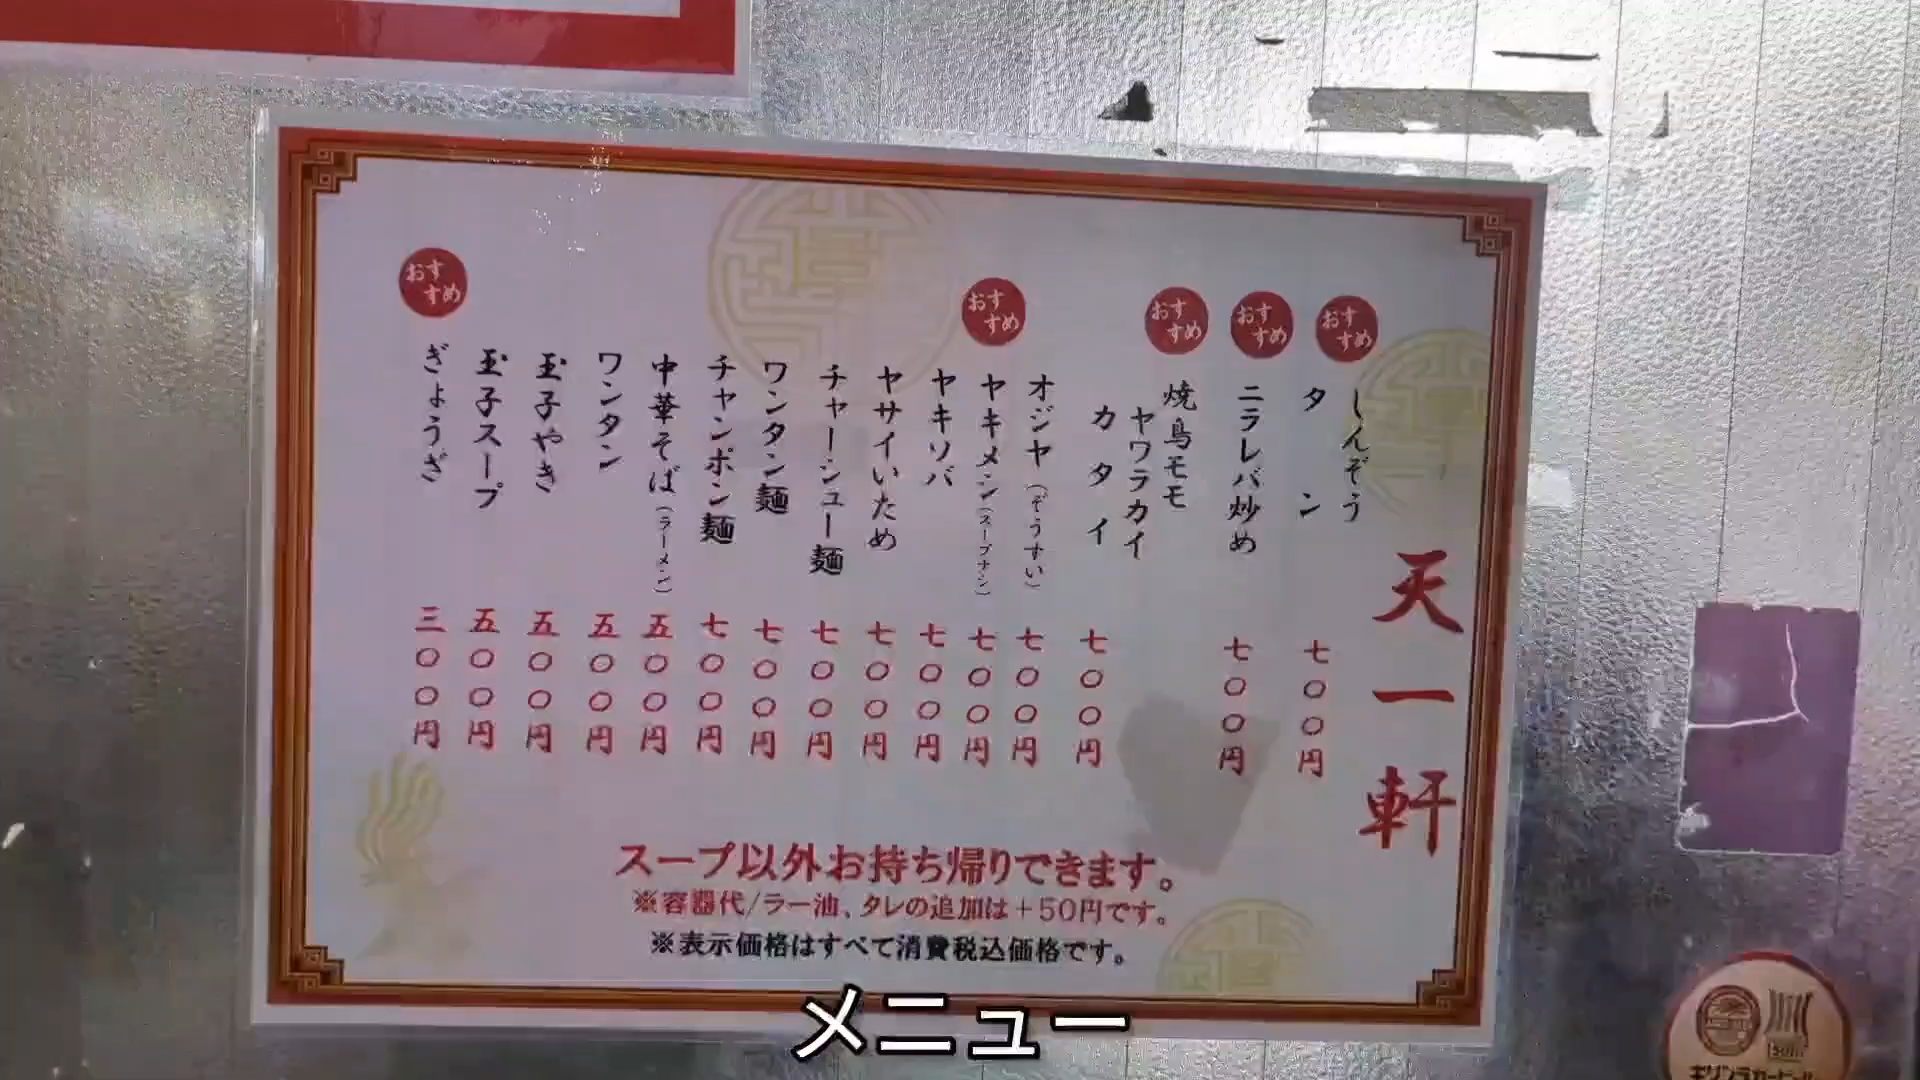 天一軒
おすすめ
しんぞう
タン
七〇〇円
おすすめ
ニラレバ炒め
七〇〇円
おすすめ
焼鳥モモ
ヤワラカイ
カタイ
七〇〇円
オジヤ(ぞうすい)
七〇〇円
おすすめ
ヤキメシ(スープナシ)
七〇〇円
ヤキソバ
七〇〇円
ヤサイいため
七〇〇円
チャーシュー麺
七〇〇円
ワンタン麺
七〇〇円
チャンポン麺
七〇〇円
中華そば(ラーメン)
五〇〇円
ワンタン
五〇〇円
玉子やき
五〇〇円
玉子スープ
五〇〇円
おすすめ
ぎょうざ
三〇〇円
スープ以外お持ち帰りできます。
※容器代/ラー油、タレの追加は+50円です。
※表示価格はすべて消費税込価格です。
メニュー